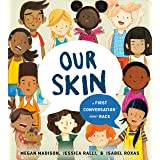 OUR SKIN
A
FIRST
CONVERSATION
ABOUT
RACE
MEGAN MADISON, JESSICA RALLI, & ISABEL ROXAS